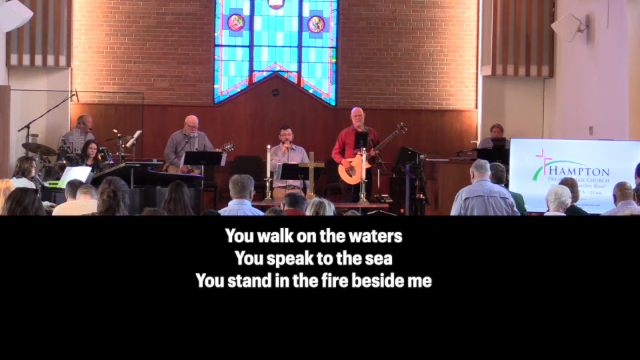 HAMPTON
You walk on the waters
You speak to the sea
You stand in the fire beside me